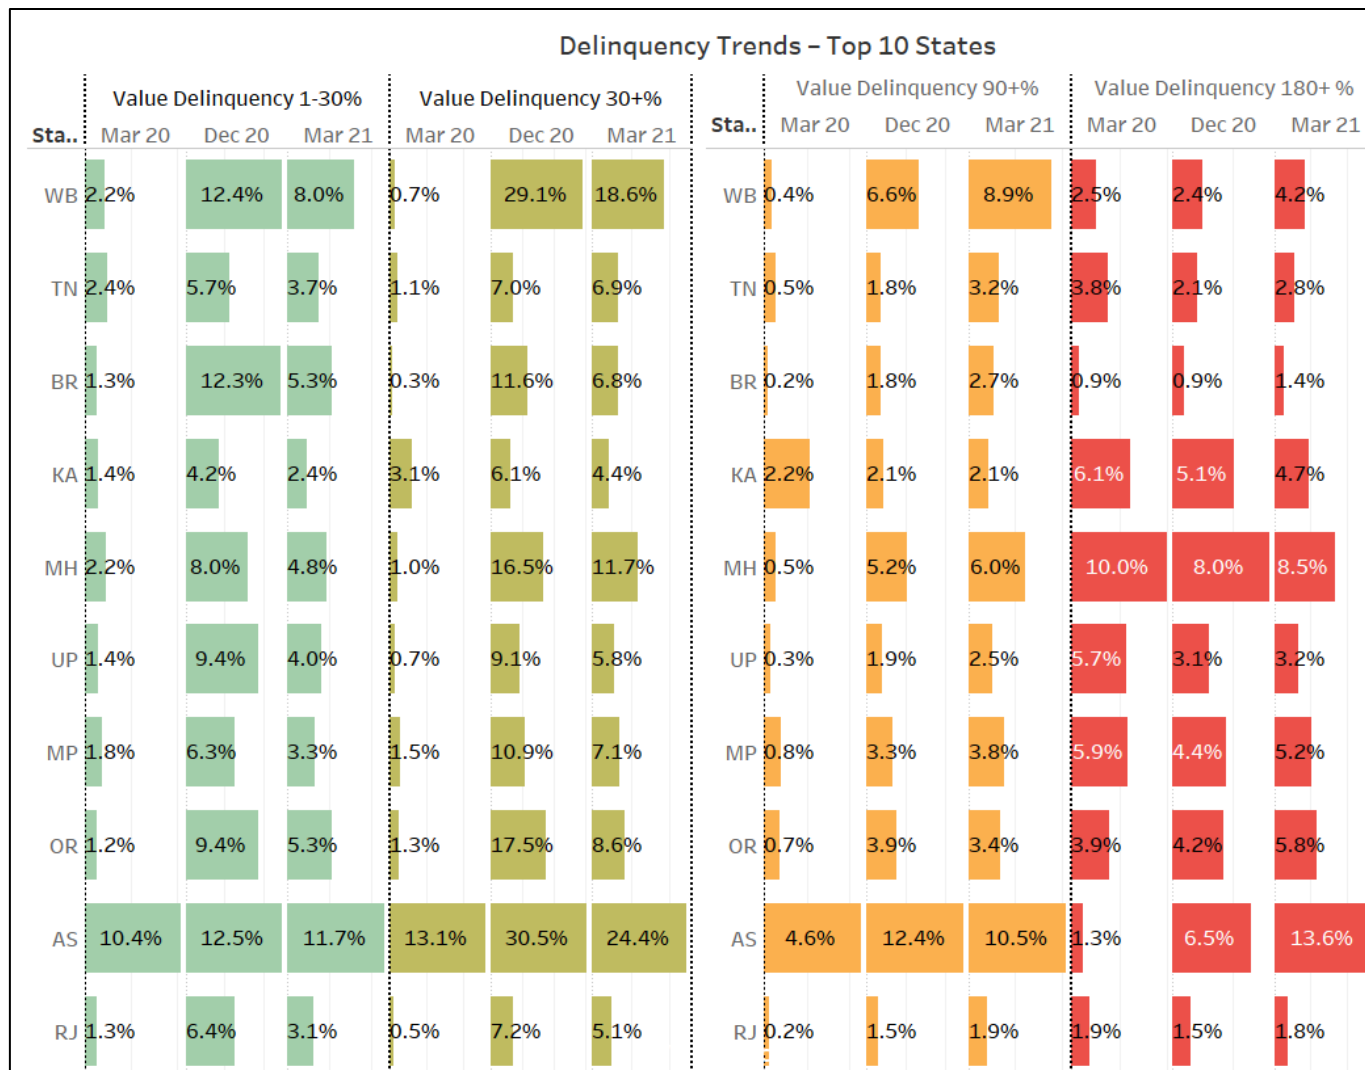 Delinquency Trends – Top 10 States
Value Delinquency 1-30% Value Delinquency 30+% Value Delinquency 90+% Value Delinquency 180+ %
Sta.. Mar 20 Dec 20 Mar 21 Mar 20 Dec 20 Mar 21 Sta.. Mar 20 Dec 20 Mar 21 Mar 20 Dec 20 Mar 21
WB 2.2% 12.4% 8.0% 0.7% 29.1% 18.6% WB 0.4% 6.6% 8.9% 2.5% 2.4% 4.2%
TN 2.4% 5.7% 3.7% 1.1% 7.0% 6.9% TN 0.5% 1.8% 3.2% 3.8% 2.1% 2.8%
BR 1.3% 12.3% 5.3% 0.3% 11.6% 6.8% BR 0.2% 1.8% 2.7% 0.9% 0.9% 1.4%
KA 1.4% 4.2% 2.4% 3.1% 6.1% 4.4% KA 2.2% 2.1% 2.1% 6.1% 5.1% 4.7%
MH 2.2% 8.0% 4.8% 1.0% 16.5% 11.7% MH 0.5% 5.2% 6.0% 10.0% 8.0% 8.5%
UP 1.4% 9.4% 4.0% 0.7% 9.1% 5.8% UP 0.3% 1.9% 2.5% 5.7% 3.1% 3.2%
MP 1.8% 6.3% 3.3% 1.5% 10.9% 7.1% MP 0.8% 3.3% 3.8% 5.9% 4.4% 5.2%
OR 1.2% 9.4% 5.3% 1.3% 17.5% 8.6% OR 0.7% 3.9% 3.4% 3.9% 4.2% 5.8%
AS 10.4% 12.5% 11.7% 13.1% 30.5% 24.4% AS 4.6% 12.4% 10.5% 1.3% 6.5% 13.6%
RJ 1.3% 6.4% 3.1% 0.5% 7.2% 5.1% RJ 0.2% 1.5% 1.9% 1.9% 1.5% 1.8%